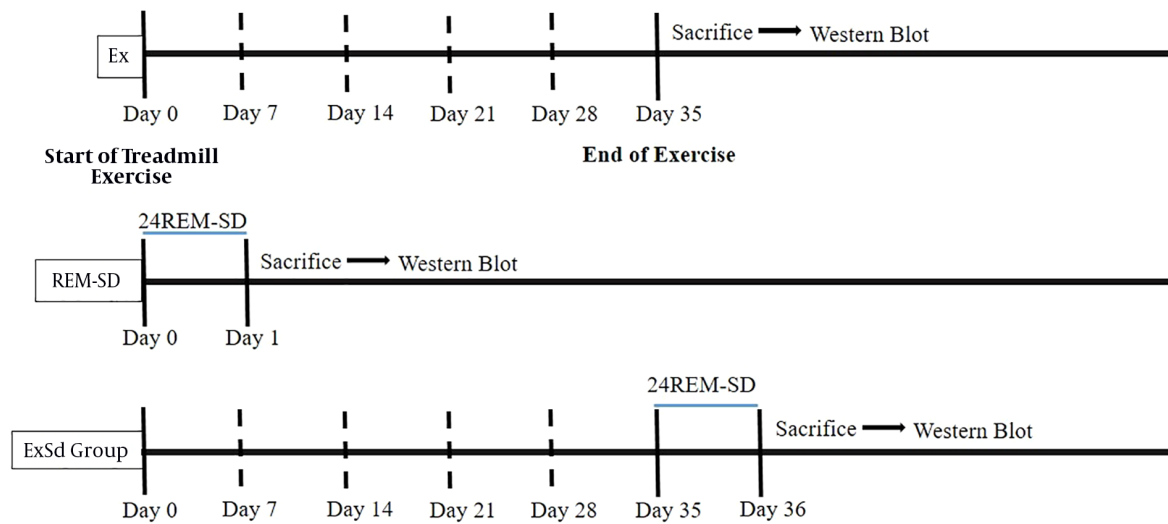 Sacrifice Western Blot
Ex
Day 0 Day 7 Day 14 Day 21 Day 28 Day 35
Start of Treadmill
Exercise
End of Exercise
24REM-SD
Sacrifice Western Blot
REM-SD
Day 0 Day 1
24REM-SD
Sacrifice Western Blot
ExSd Group
Day 0 Day 7 Day 14 Day 21 Day 28 Day 35 Day 36